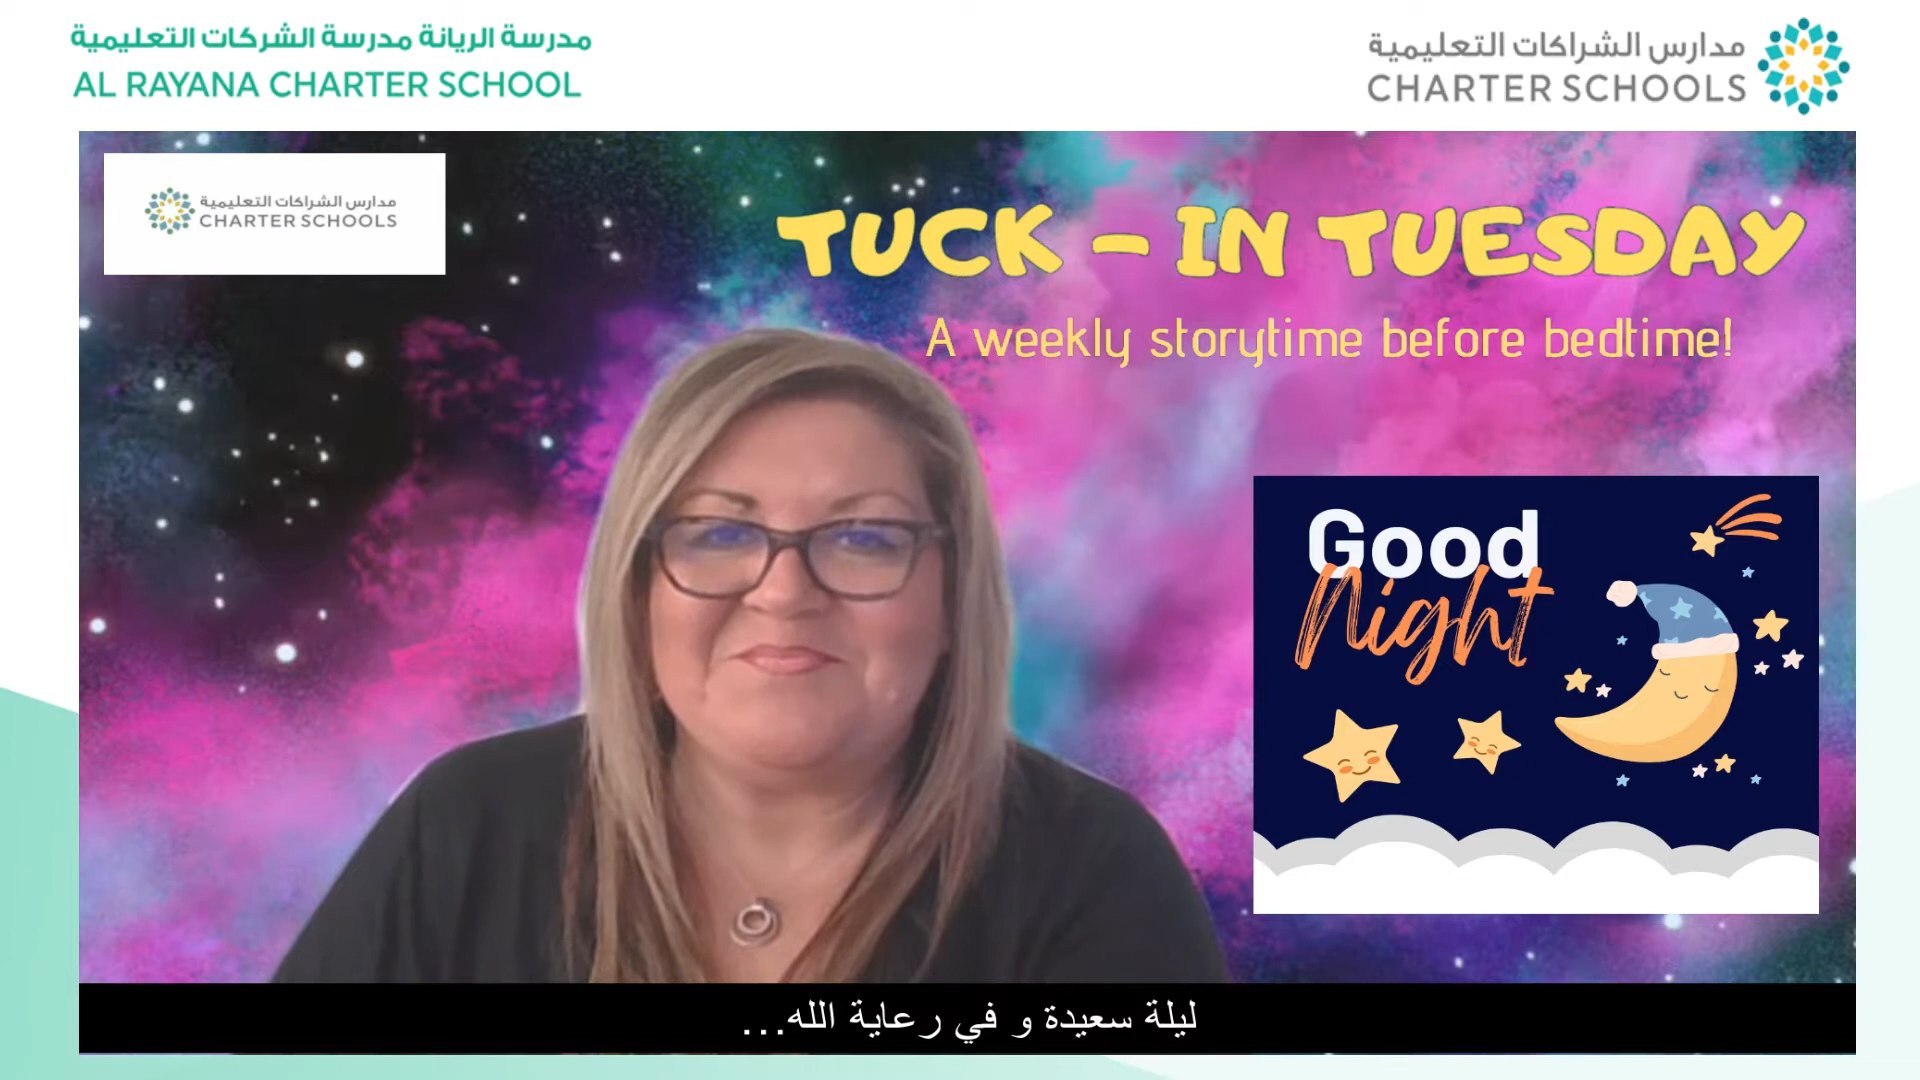 مدرسة الريانة مدرسة الشركات التعليمية
AL RAYANA CHARTER SCHOOL
مدارس الشراكات التعليمية
CHARTER SCHOOLS
مدارس الشراكات التعليمية
CHARTER SCHOOLS
TUCK - IN TUESDAY
A weekly storytime before bedtime!
Good
Night
ليلة سعيدة و في رعاية الله...